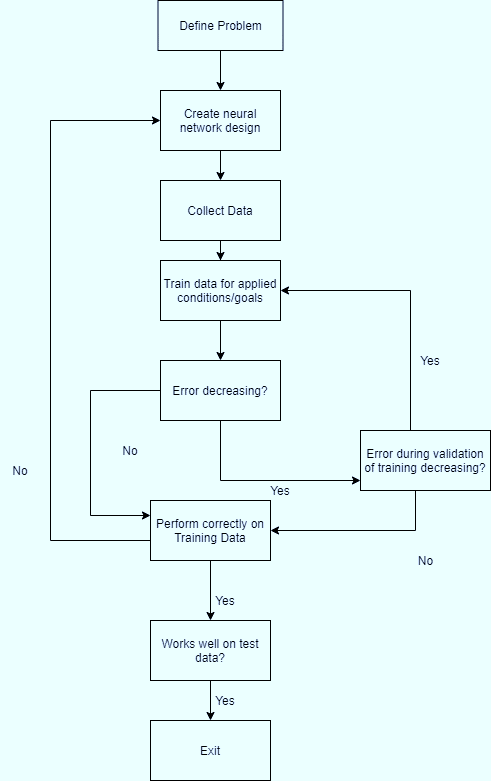 Define Problem
Create neural
network design
Collect Data
Train data for applied
conditions/goals
Yes
Error decreasing?
No
Error during validation
of training decreasing?
No
Yes
Perform correctly on
Training Data
No
Yes
Works well on test
data?
Yes
Exit